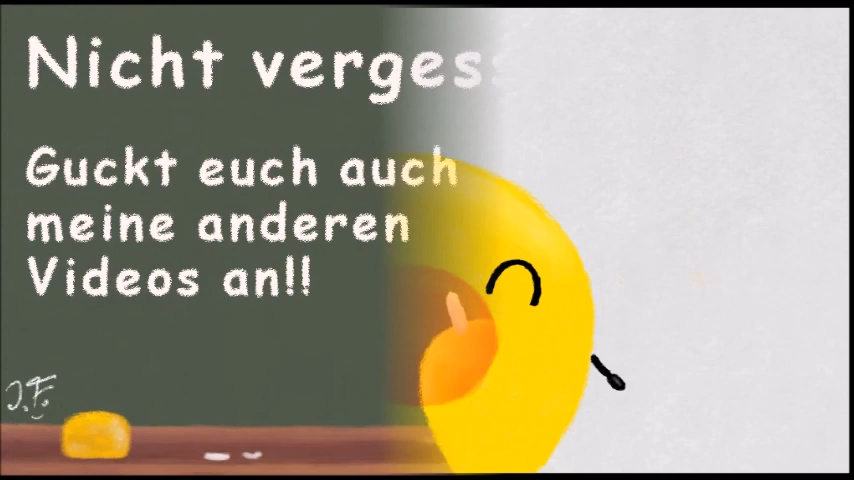 Nicht vergess
Guckt euch auch
meine anderen
Videos an!!
J.F.